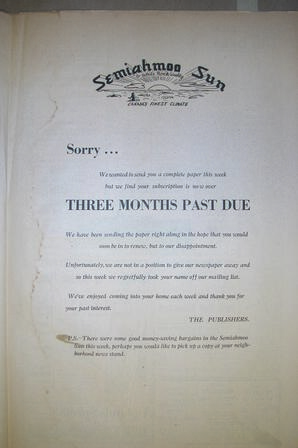 Semiahmoo Sun
White Rock Weekly
CANADA'S FINEST CLIMATE
Sorry ...
We wanted to send you a complete paper this week
but we find your subscription is now over
THREE MONTHS PAST DUE
We have been sending the paper right along in the hope that you would
soon be in to renew, but to our disappointment.
Unfortunately, we are not in a position to give our newspaper away and
so this week we regretfully took your name off our mailing list.
We've enjoyed coming into your home each week and thank you for
your past interest.
THE PUBLISHERS.
P.S.-There were some good money-saving bargains in the Semiahmoo
Sun this week, perhaps you would like to pick up a copy at your neigh-
borhood news stand.